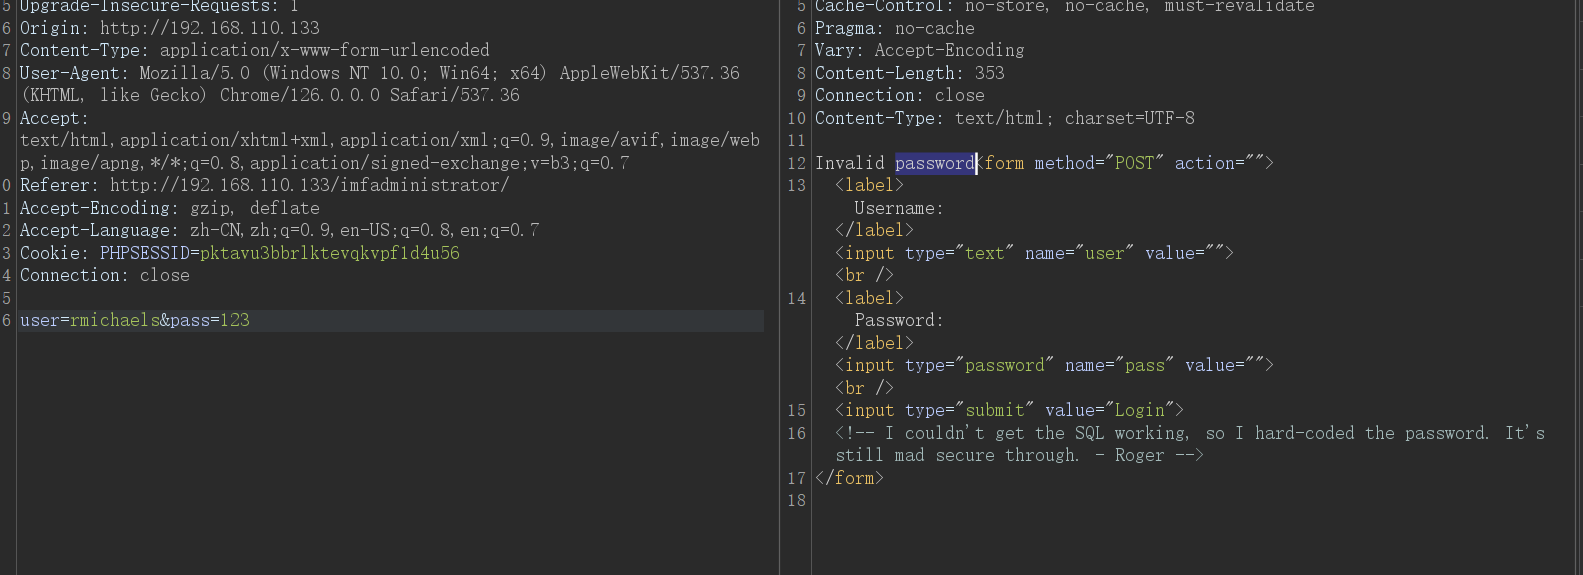 5 Upgrade-Insecure-Requests: 1
6 Origin: http://192.168.110.133
7 Content-Type: application/x-www-form-urlencoded
8 User-Agent: Mozilla/5.0 (Windows NT 10.0; Win64; x64) AppleWebKit/537.36
(KHTML, like Gecko) Chrome/126.0.0.0 Safari/537.36
9 Accept:
text/html,application/xhtml+xml,application/xml;q=0.9,image/avif,image/web
p,image/apng,*/*;q=0.8,application/signed-exchange;v=b3;q=0.7
0 Referer: http://192.168.110.133/imfadministrator/
1 Accept-Encoding: gzip, deflate
2 Accept-Language: zh-CN,zh;q=0.9,en-US;q=0.8,en;q=0.7
3 Cookie: PHPSESSID=pktavu3bbrlktevqkvpf1d4u56
4 Connection: close
5
6 user=rmichaels&pass=123
5 Cache-Control: no-store, no-cache, must-revalidate
6 Pragma: no-cache
7 Vary: Accept-Encoding
8 Content-Length: 353
9 Connection: close
10 Content-Type: text/html; charset=UTF-8
11
12 Invalid password<form method="POST" action="">
13 <label>
Username:
</label>
<input type="text" name="user" value="">
<br />
14 <label>
Password:
</label>
<input type="password" name="pass" value="">
<br />
15 <input type="submit" value="Login">
16 <!-- I couldn't get the SQL working, so I hard-coded the password. It's
still mad secure through. - Roger -->
17 </form>
18